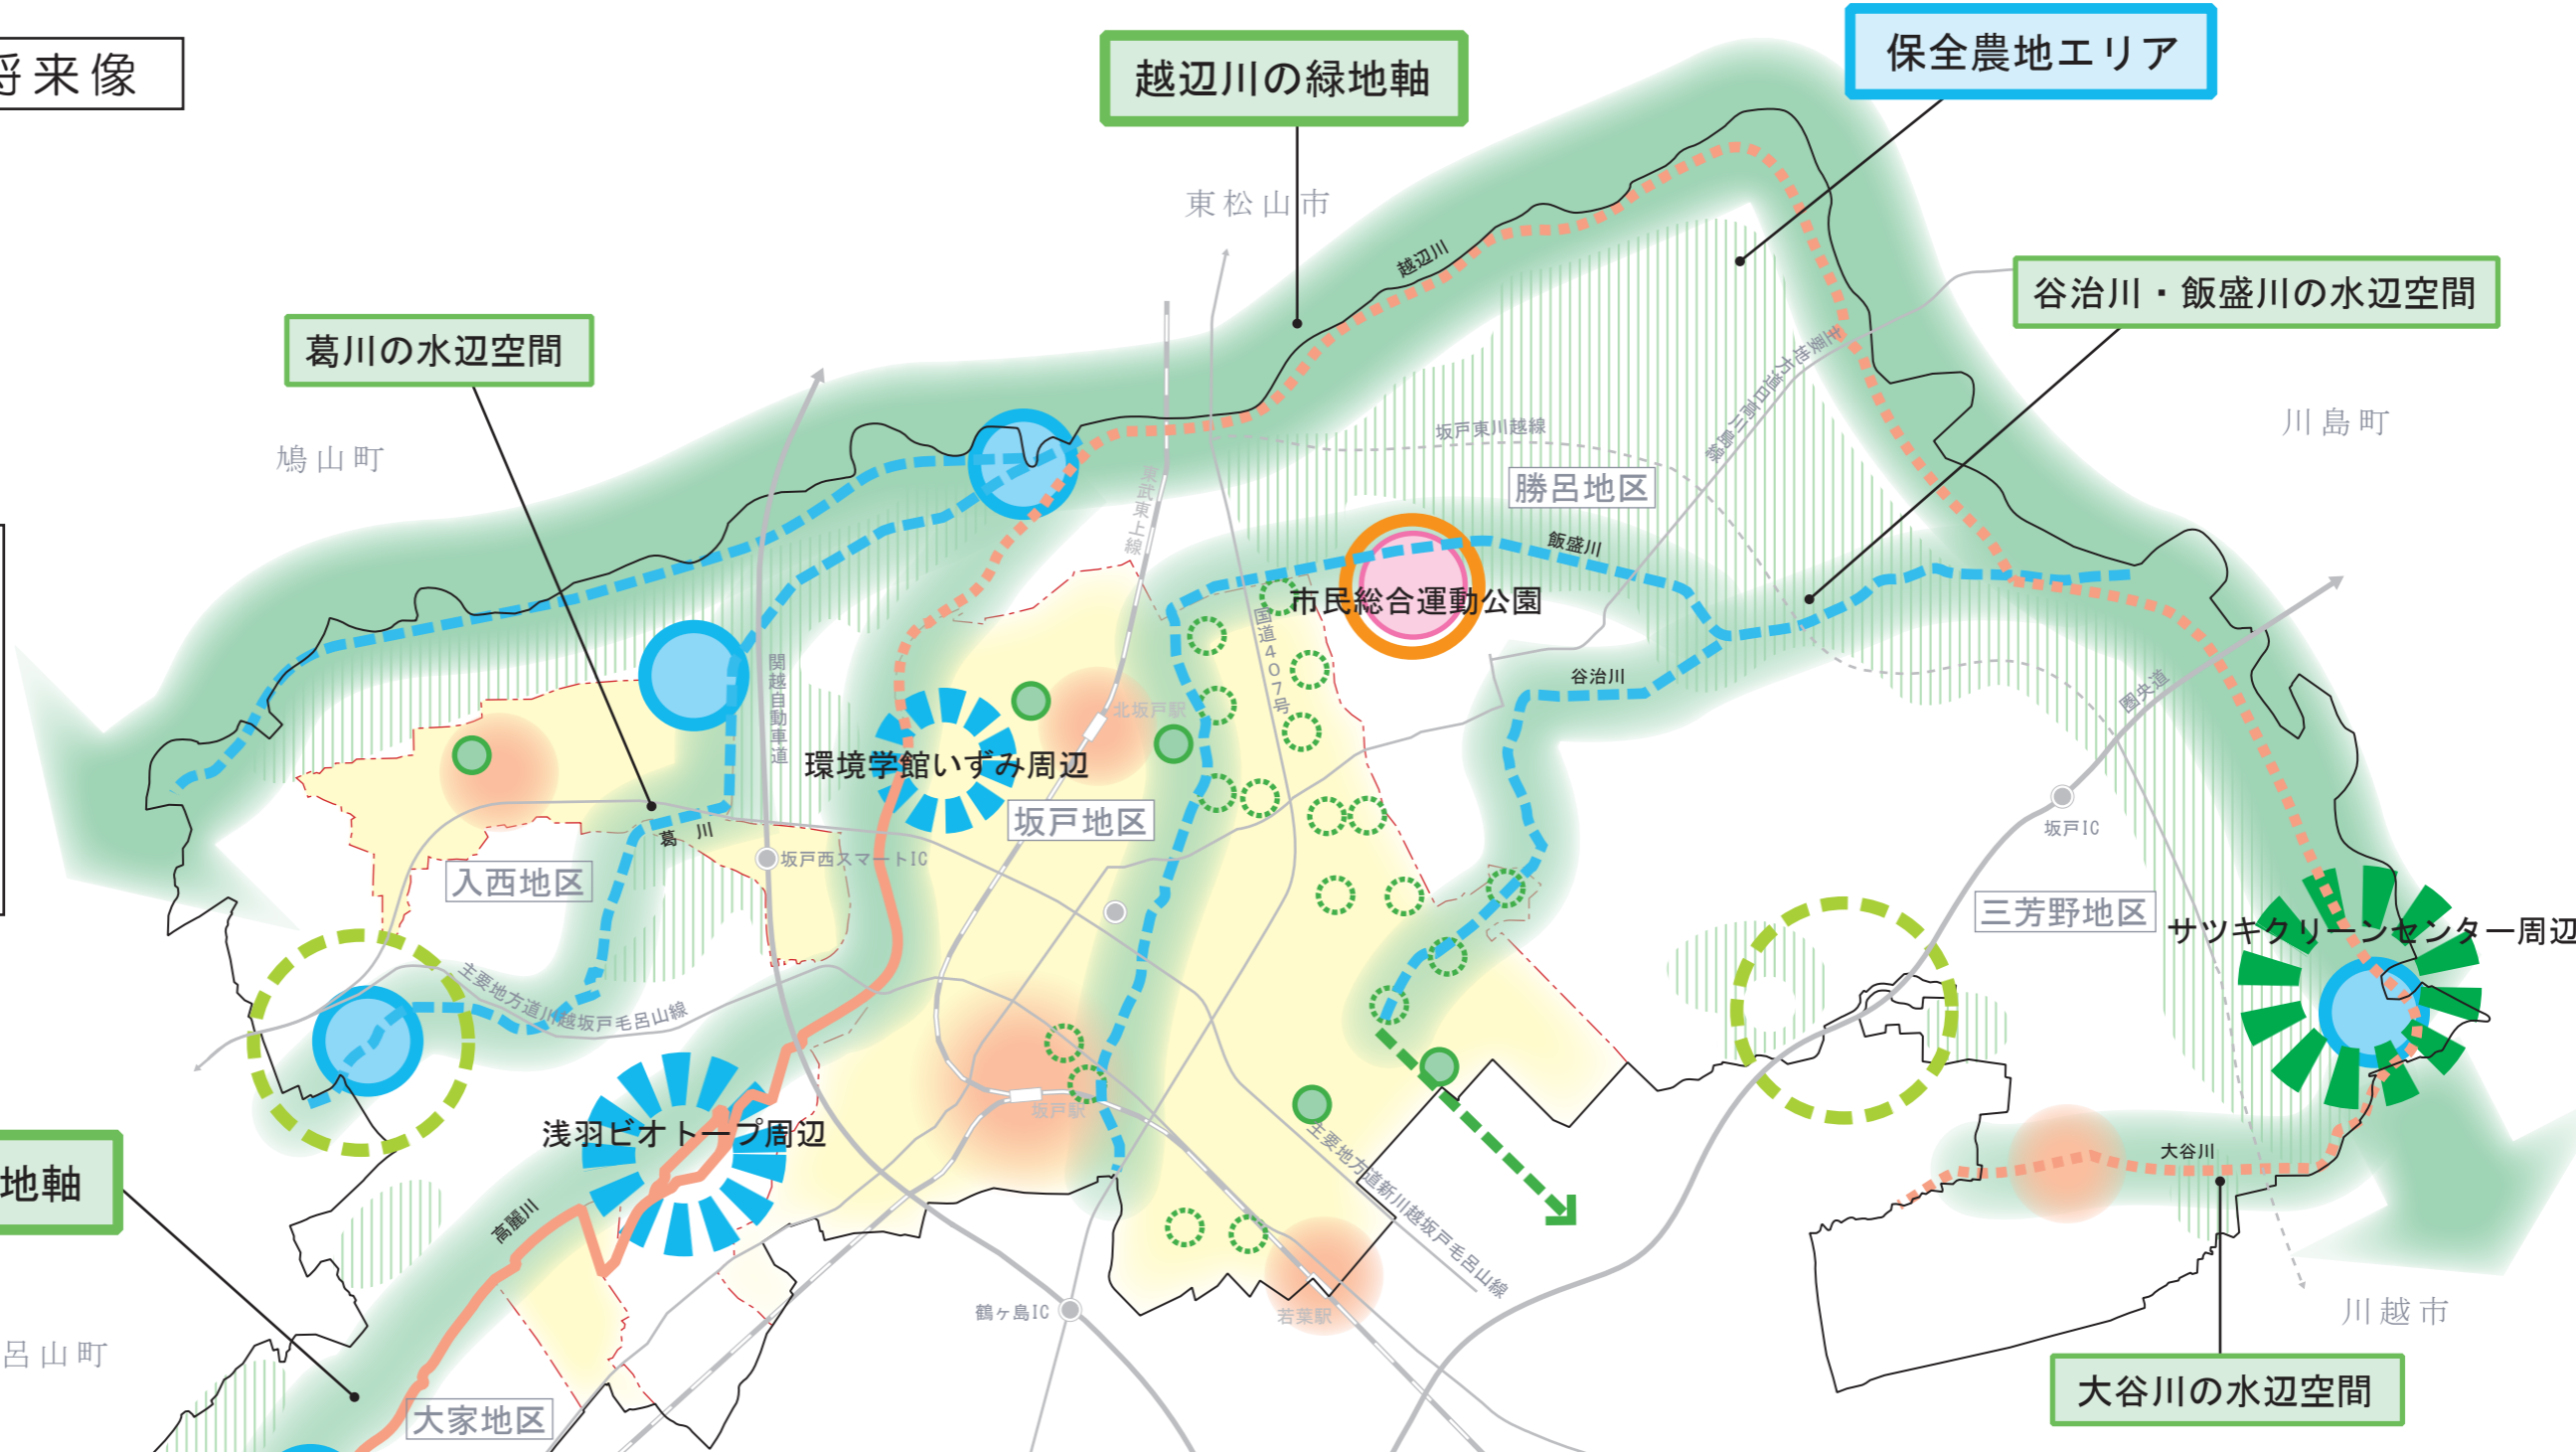 将来像
越辺川の緑地軸
保全農地エリア
東松山市
越辺川
谷治川・飯盛川の水辺空間
葛川の水辺空間
主要地方道日高川島線
坂戸東川越線
川島町
鳩山町
東武東上線
勝呂地区
飯盛川
市民総合運動公園
国道407号
関越自動車道
谷治川
圏央道
北坂戸駅
環境学館いずみ周辺
坂戸地区
葛川
坂戸西スマートIC
坂戸IC
入西地区
三芳野地区
サツキクリーンセンター周辺
主要地方道川越坂戸毛呂山線
坂戸駅
浅羽ビオトープ周辺
主要地方道新川越坂戸毛呂山線
大谷川
地軸
高麗川
鶴ヶ島IC
若葉駅
川越市
呂山町
大谷川の水辺空間
大家地区